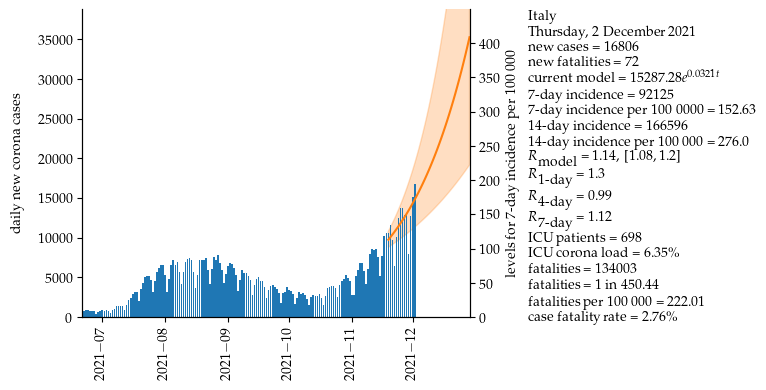 daily new corona cases
35000
30000
25000
20000
15000
10000
5000
0
2021−07
2021−08
2021−09
2021−10
2021−11
2021−12
400
350
300
250
200
150
100
50
0
levels for 7-day incidence per 100 000
Italy
Thursday, 2 December 2021
new cases = 16806
new fatalities = 72
current model = 15287.28e^0.0321t
7-day incidence = 92125
7-day incidence per 100 0000 = 152.63
14-day incidence = 166596
14-day incidence per 100 000 = 276.0
R model = 1.14, [1.08, 1.2]
R 1-day = 1.3
R 4-day = 0.99
R 7-day = 1.12
ICU patients = 698
ICU corona load = 6.35%
fatalities = 134003
fatalities = 1 in 450.44
fatalities per 100 000 = 222.01
case fatality rate = 2.76%